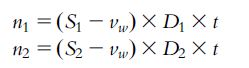 n₁ = (S₁ − v_w) × D₁ × t
n₂ = (S₂ − v_w) × D₂ × t